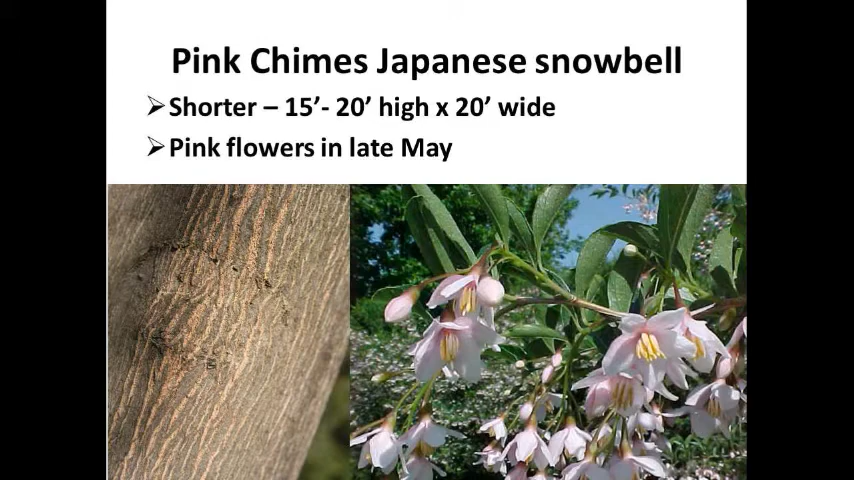 Pink Chimes Japanese snowbell
➢Shorter – 15’- 20’ high x 20’ wide
➢Pink flowers in late May